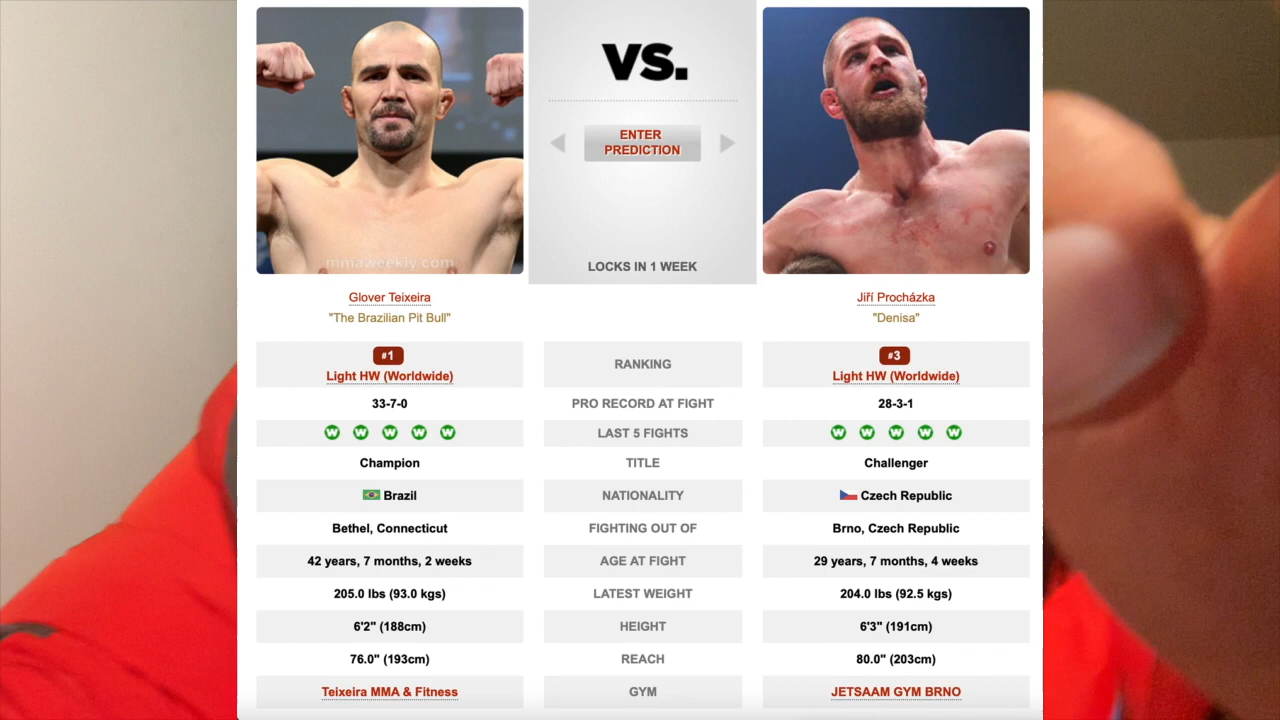 VS.
ENTER
PREDICTION
LOCKS IN 1 WEEK
mmaweekly.com
Glover Teixeira
Jiří Procházka
"The Brazilian Pit Bull"
"Denisa"
#1
Light HW (Worldwide)
RANKING
#3
Light HW (Worldwide)
33-7-0
PRO RECORD AT FIGHT
28-3-1
W W W W W
LAST 5 FIGHTS
W W W W W
Champion
TITLE
Challenger
Brazil
NATIONALITY
Czech Republic
Bethel, Connecticut
FIGHTING OUT OF
Brno, Czech Republic
42 years, 7 months, 2 weeks
AGE AT FIGHT
29 years, 7 months, 4 weeks
205.0 lbs (93.0 kgs)
LATEST WEIGHT
204.0 lbs (92.5 kgs)
6'2" (188cm)
HEIGHT
6'3" (191cm)
76.0" (193cm)
REACH
80.0" (203cm)
Teixeira MMA & Fitness
GYM
JETSAAM GYM BRNO